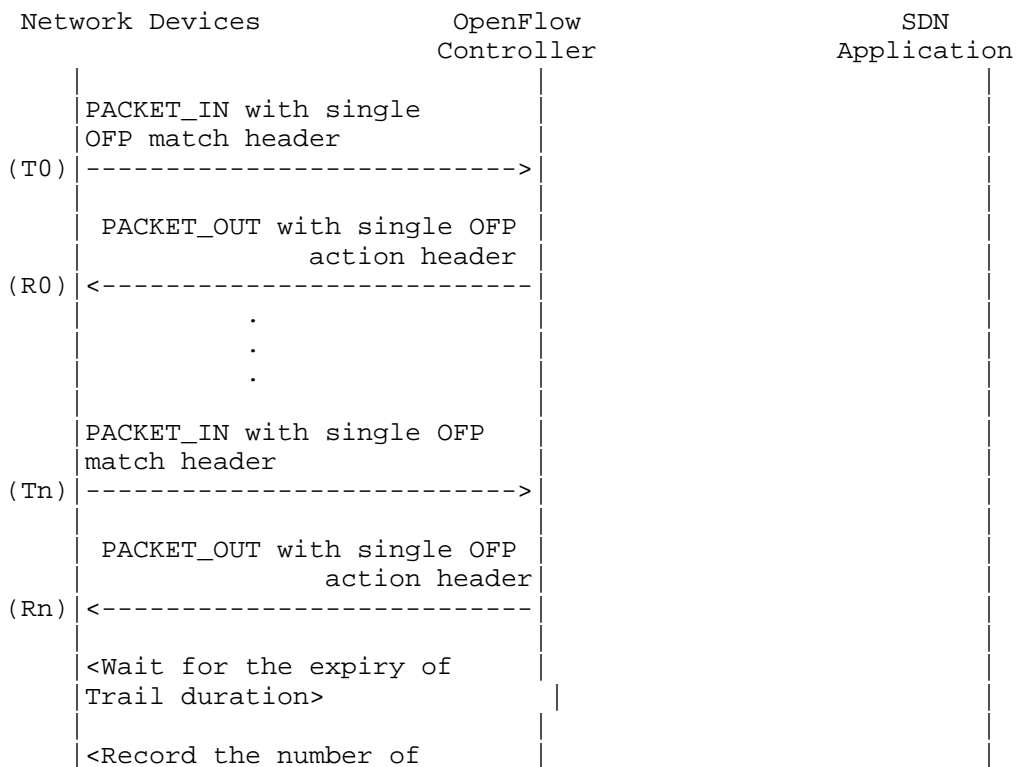 Network Devices          OpenFlow                    SDN
                          Controller               Application
    |                            |                            |
    |PACKET_IN with single       |                            |
    |OFP match header            |                            |
(T0)|--------------------------->|                            |
    |                            |                            |
    | PACKET_OUT with single OFP |                            |
    |              action header |                            |
(R0)|<---------------------------|                            |
    |          .                 |                            |
    |          .                 |                            |
    |          .                 |                            |
    |                            |                            |
    |PACKET_IN with single OFP   |                            |
    |match header                |                            |
(Tn)|--------------------------->|                            |
    |                            |                            |
    | PACKET_OUT with single OFP |                            |
    |               action header|                            |
(Rn)|<---------------------------|                            |
    |                            |                            |
    |<Wait for the expiry of     |                            |
    |Trail duration>              |                           |
    |                            |                            |
    |<Record the number of       |                            |